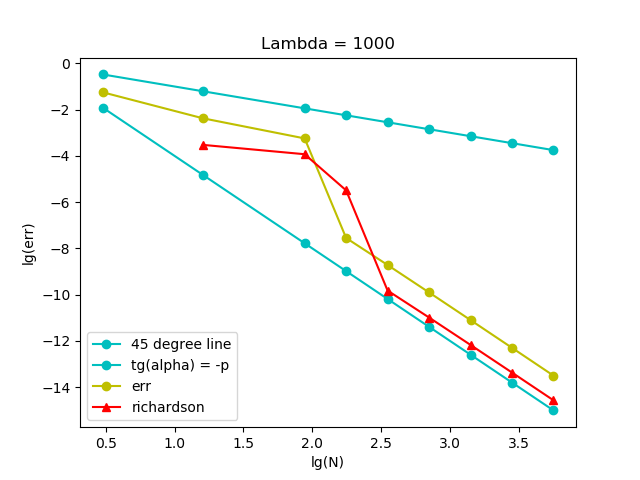 Lambda = 1000
lg(err)
0
−2
−4
−6
−8
−10
−12
−14
45 degree line
tg(alpha) = -p
err
richardson
0.5 1.0 1.5 2.0 2.5 3.0 3.5
lg(N)